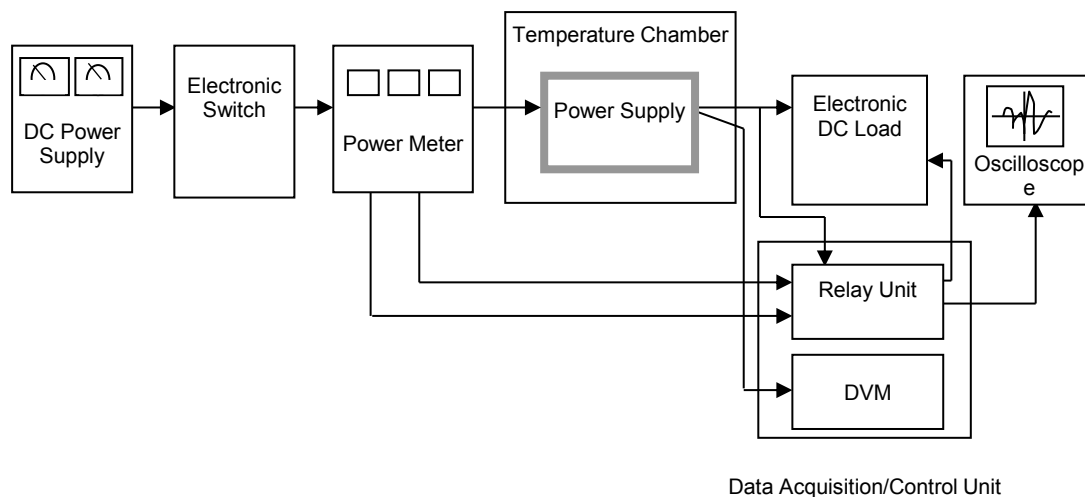 DC Power
Supply
Electronic
Switch
Power Meter
Temperature Chamber
Power Supply
Electronic
DC Load
Oscilloscop
e
Relay Unit
DVM
Data Acquisition/Control Unit